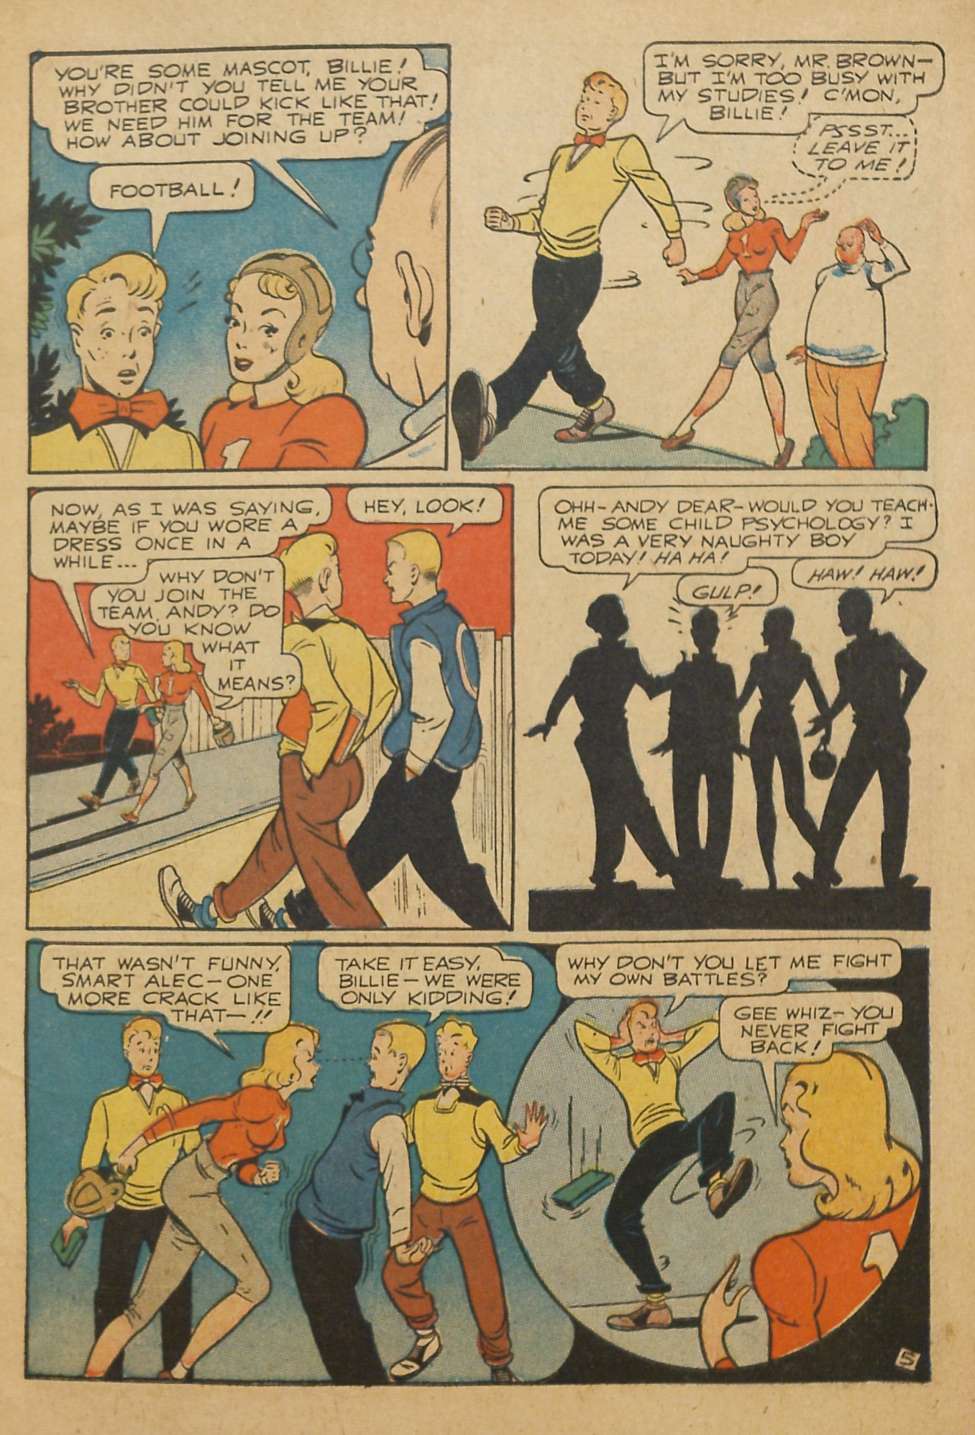 YOU'RE SOME MASCOT, BILLIE!
WHY DIDN'T YOU TELL ME YOUR
BROTHER COULD KICK LIKE THAT!
WE NEED HIM FOR THE TEAM!
HOW ABOUT JOINING UP?
FOOTBALL!
1
I'M SORRY, MR. BROWN—
BUT I'M TOO BUSY WITH
MY STUDIES! C'MON,
BILLIE!
PSSST...
LEAVE IT
TO ME!
1
NOW, AS I WAS SAYING,
MAYBE IF YOU WORE A
DRESS ONCE IN A
WHILE...
WHY DON'T
YOU JOIN THE
TEAM, ANDY? DO
YOU KNOW
WHAT
IT
MEANS?
HEY, LOOK!
OHH-ANDY DEAR-WOULD YOU TEACH
ME SOME CHILD PSYCHOLOGY? I
WAS A VERY NAUGHTY BOY
TODAY! HA HA!
GULP!
HAW! HAW!
THAT WASN'T FUNNY,
SMART ALEC—ONE
MORE CRACK LIKE
THAT—!!
TAKE IT EASY,
BILLIE—WE WERE
ONLY KIDDING!
WHY DON'T YOU LET ME FIGHT
MY OWN BATTLES?
GEE WHIZ-YOU
NEVER FIGHT
BACK!
1
5